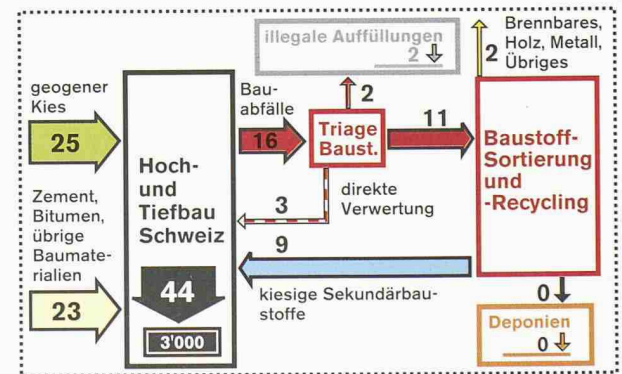 illegale Auffüllungen
2
Brennbares,
Holz, Metall,
Übriges
2
geogener
Kies
25
Bau-
abfälle
16
2
Triage
Baust.
11
Baustoff-
Sortierung
und
-Recycling
Hoch-
und
Tiefbau
Schweiz
direkte
Verwertung
3
Zement,
Bitumen,
übrige
Baumate-
rialien
23
9
kiesige Sekundärbau-
stoffe
44
3'000
0
Deponien
0